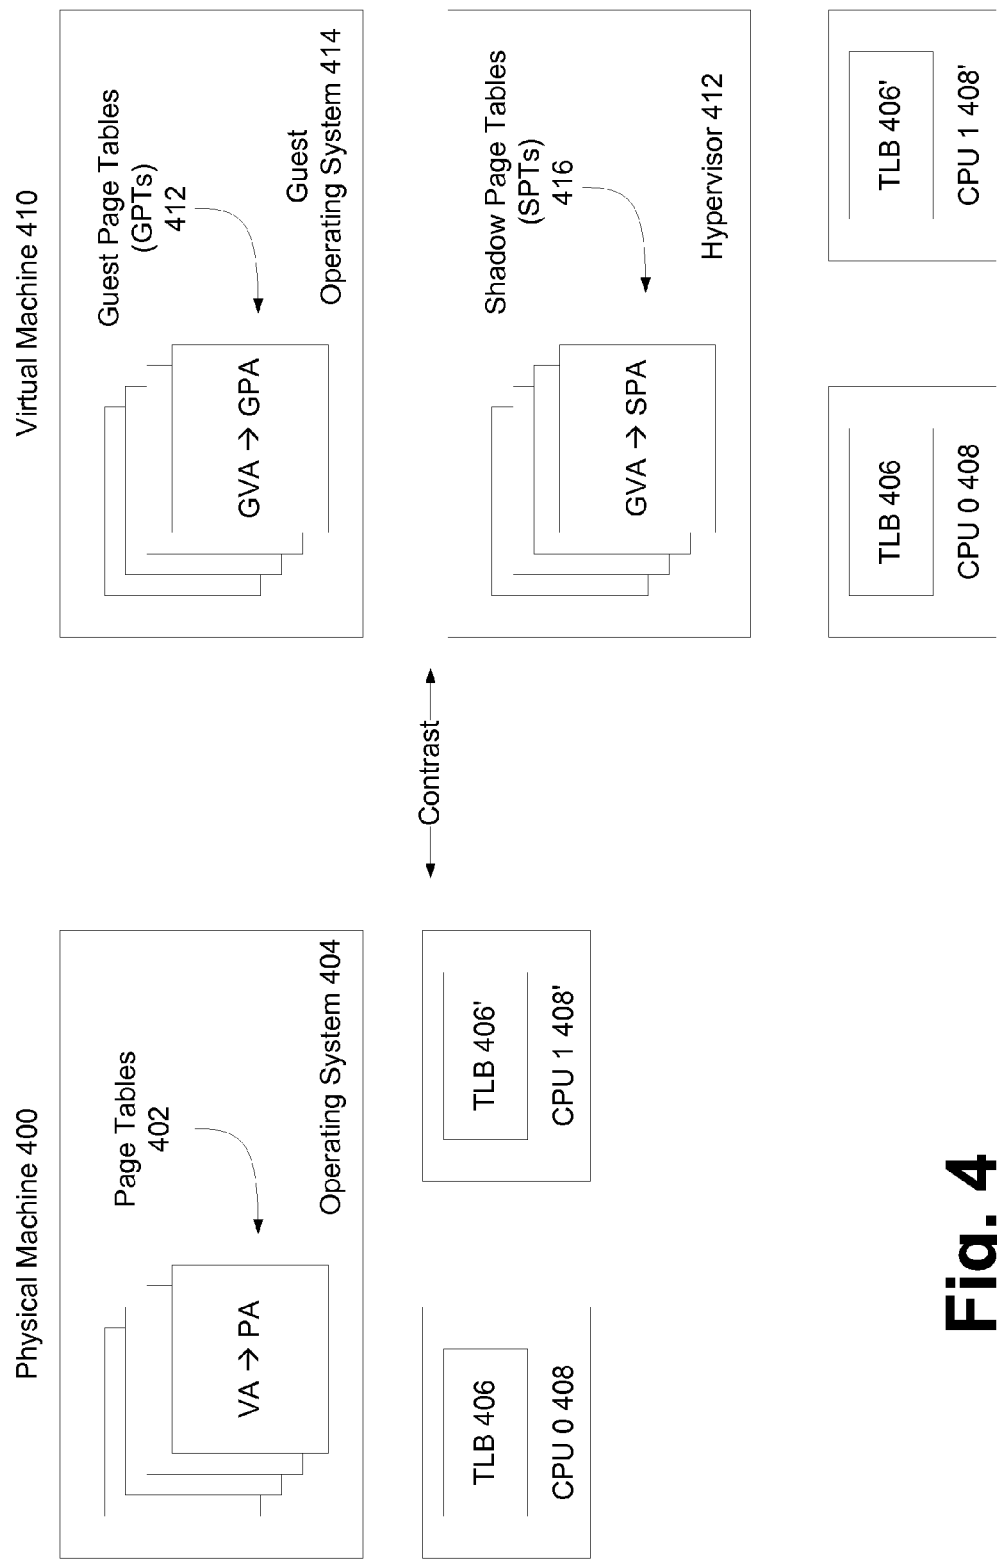 Physical Machine 400
Page Tables
402
VA → PA
Operating System 404
TLB 406
CPU 0 408
TLB 406'
CPU 1 408'
Contrast
Virtual Machine 410
Guest Page Tables
(GPTs)
412
GVA → GPA
Guest
Operating System 414
Shadow Page Tables
(SPTs)
416
GVA → SPA
Hypervisor 412
TLB 406
CPU 0 408
TLB 406'
CPU 1 408'
Fig. 4